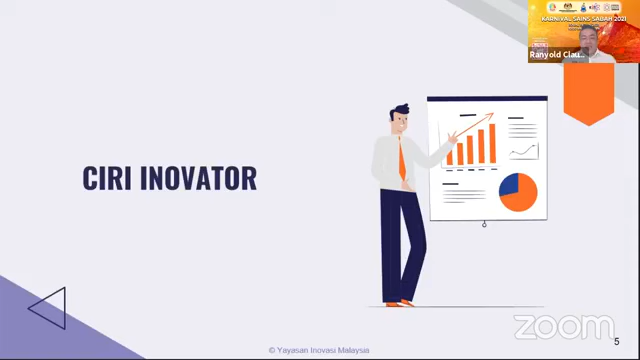 KARNIVAL SAINS SABAH 2021
Ranyold Clau...
CIRI INOVATOR
zoom
5
© Yayasan Inovasi Malaysia